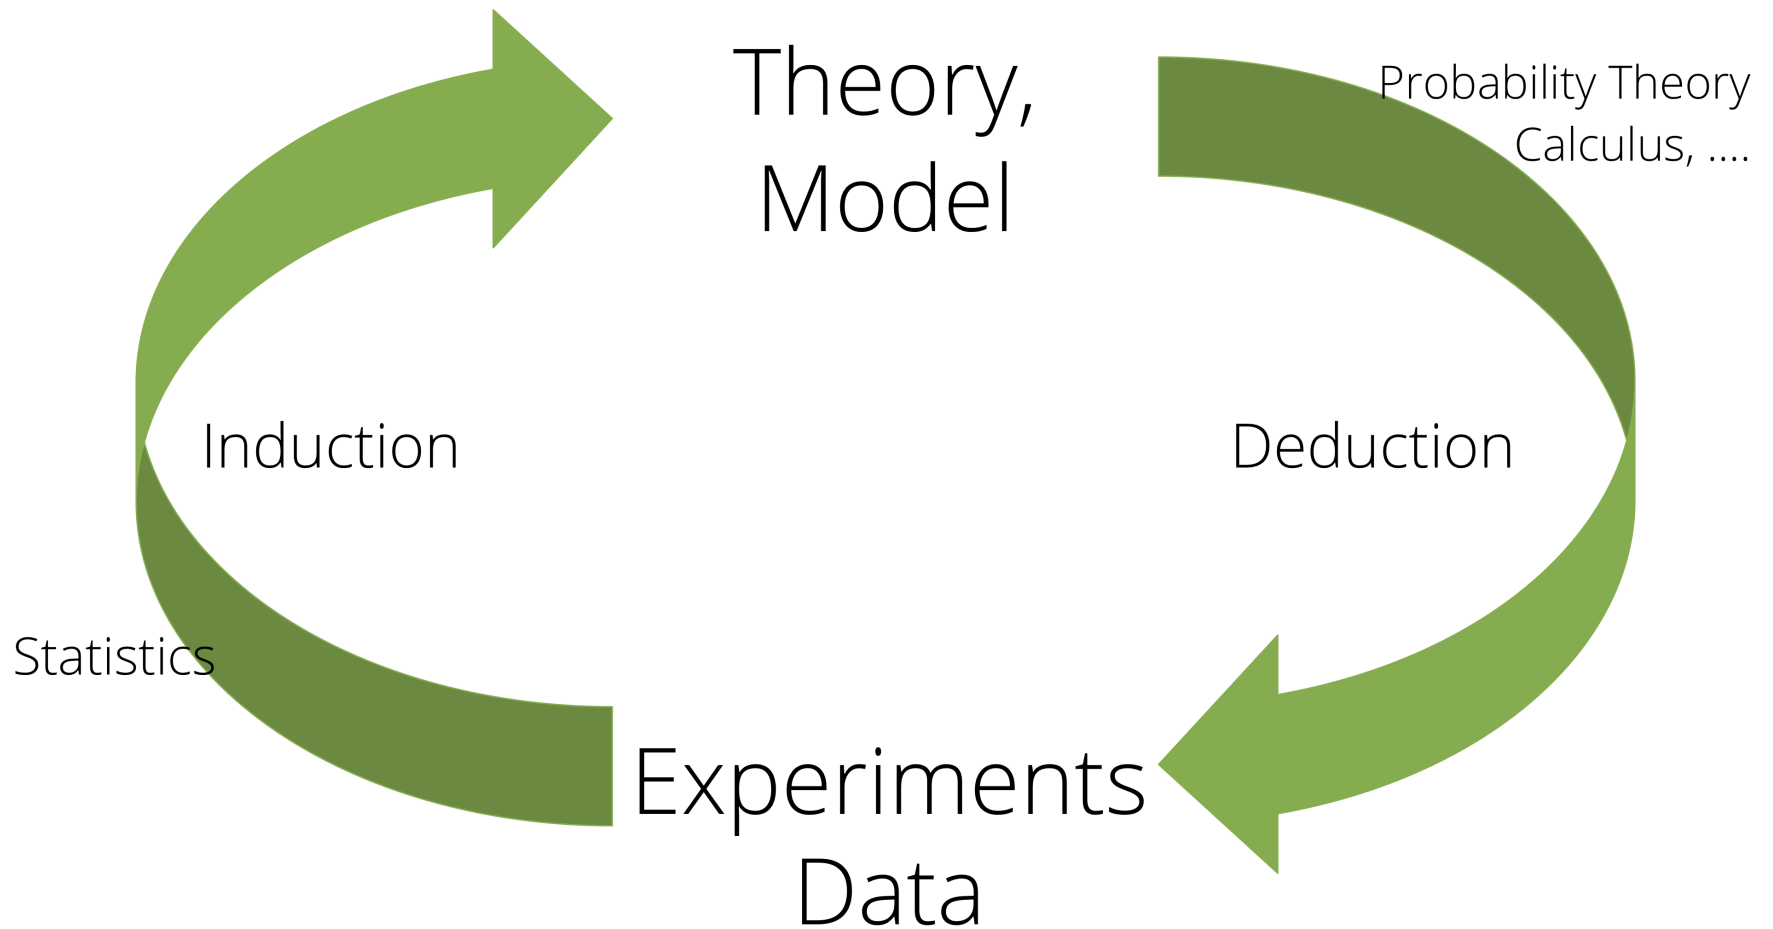 Theory,
Model
Probability Theory
Calculus, ....
Induction
Deduction
Statistics
Experiments
Data